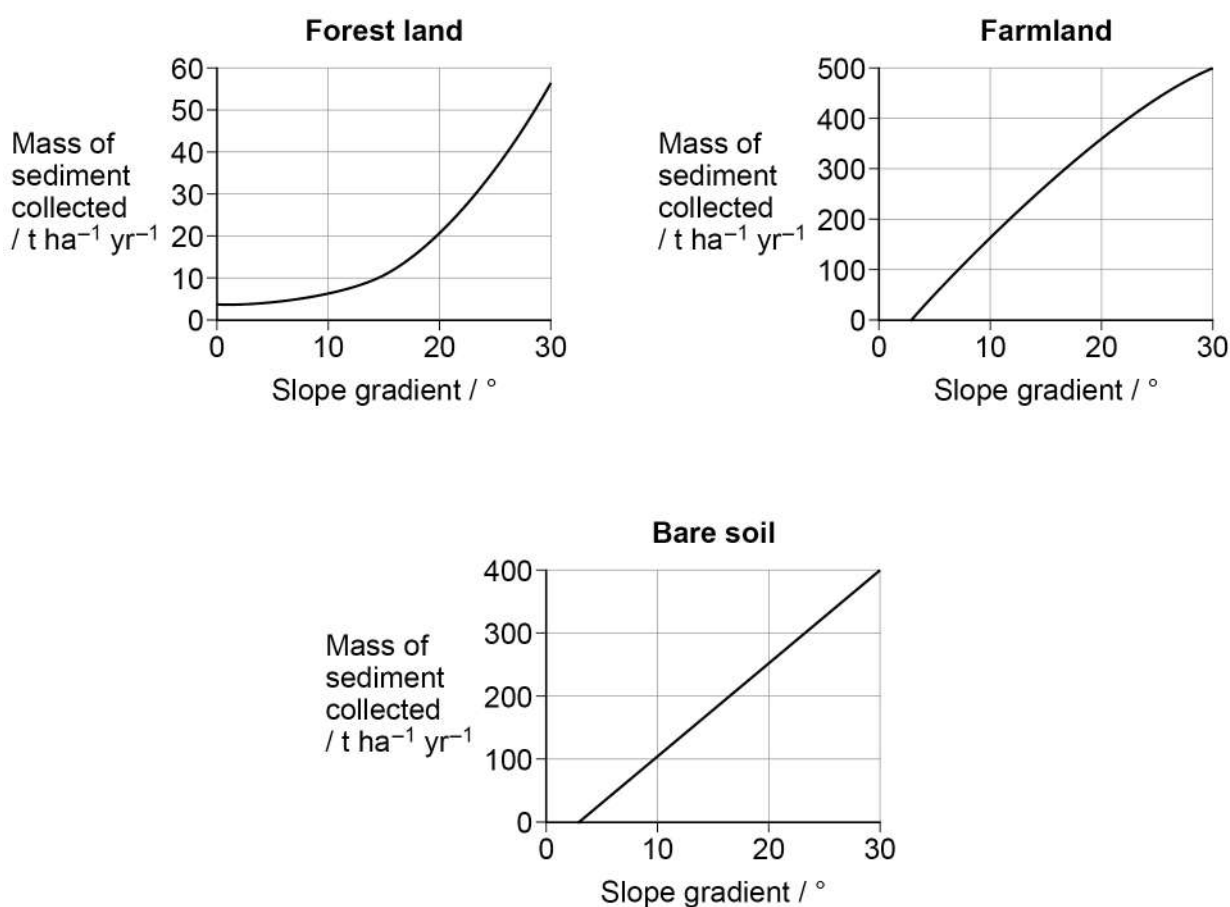 Forest land
60
50
40
30
20
10
0
Mass of
sediment
collected
/ t ha⁻¹ yr⁻¹
0 10 20 30
Slope gradient / °
Farmland
500
400
300
200
100
0
Mass of
sediment
collected
/ t ha⁻¹ yr⁻¹
0 10 20 30
Slope gradient / °
Bare soil
400
300
200
100
0
Mass of
sediment
collected
/ t ha⁻¹ yr⁻¹
0 10 20 30
Slope gradient / °